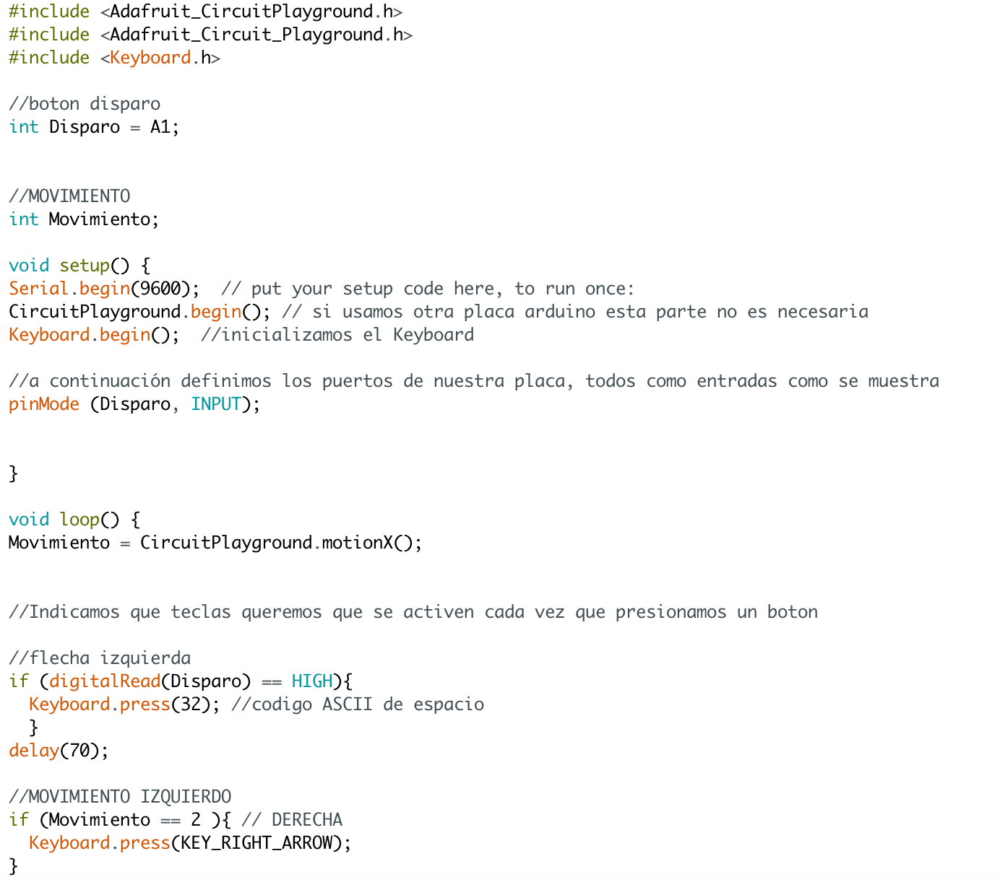 #include <Adafruit_CircuitPlayground.h>
#include <Adafruit_Circuit_Playground.h>
#include <Keyboard.h>
//boton disparo
int Disparo = A1;
//MOVIMIENTO
int Movimiento;
void setup() {
Serial.begin(9600);  // put your setup code here, to run once:
CircuitPlayground.begin(); // si usamos otra placa arduino esta parte no es necesaria
Keyboard.begin();  //inicializamos el Keyboard
//a continuación definimos los puertos de nuestra placa, todos como entradas como se muestra
pinMode (Disparo, INPUT);
}
void loop() {
Movimiento = CircuitPlayground.motionX();
//Indicamos que teclas queremos que se activen cada vez que presionamos un boton
//flecha izquierda
if (digitalRead(Disparo) == HIGH){
  Keyboard.press(32); //codigo ASCII de espacio
  }
delay(70);
//MOVIMIENTO IZQUIERDO
if (Movimiento == 2 ){ // DERECHA
  Keyboard.press(KEY_RIGHT_ARROW);
}